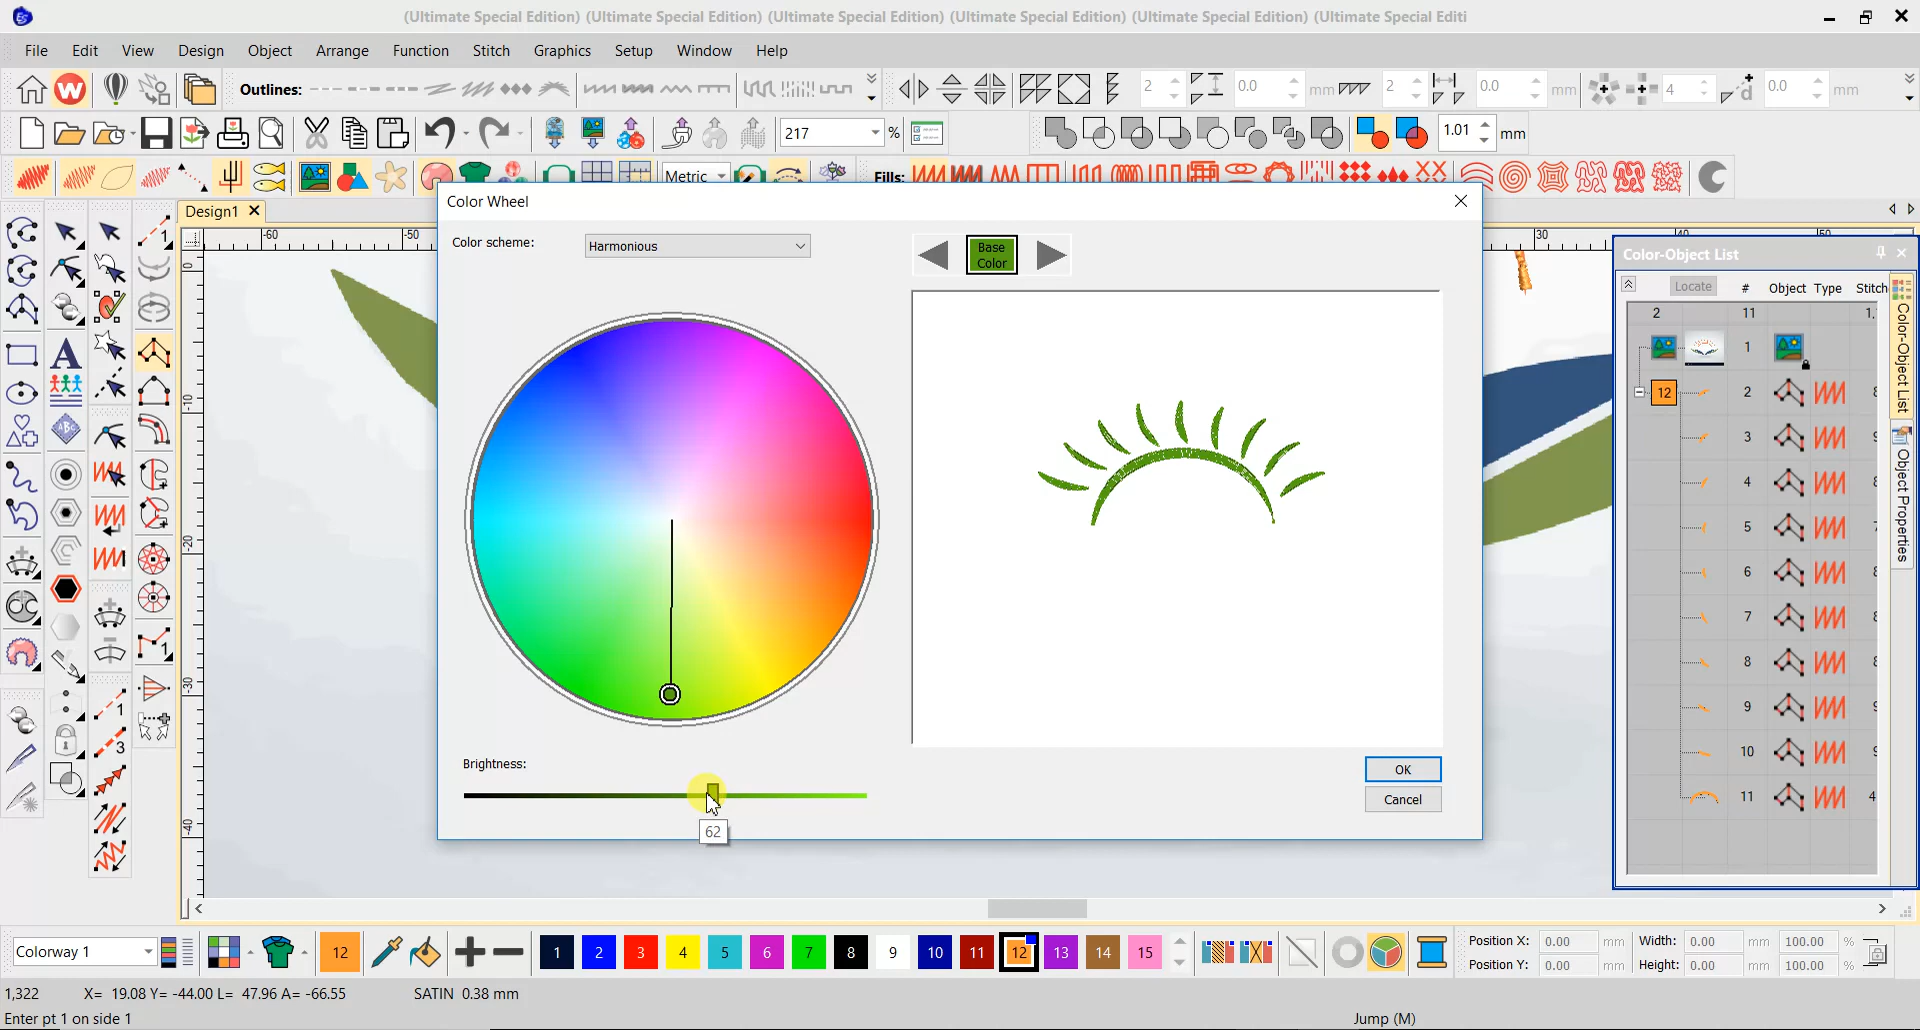 (Ultimate Special Edition) (Ultimate Special Edition) (Ultimate Special Edition) (Ultimate Special Edition) (Ultimate Special Edition) (Ultimate Special Editi
File Edit View Design Object Arrange Function Stitch Graphics Setup Window Help
Outlines: 2 0.0 mm 2 0.0 mm 4 0.0 mm
217 % 1.01 mm
Metric Fills:
Design1
Color Wheel
-60 -50 30 40 50
Color scheme: Harmonious
Base
Color
Color-Object List
Locate # Object Type Stitch
2 11 1,
1
12 2
3
4
5
6
7
8
9
10
11 4
Color-Object List
Object Properties
0
-10
-20
-30
-40
Brightness:
62
OK
Cancel
Colorway 1 12 1 2 3 4 5 6 7 8 9 10 11 12 13 14 15
Position X: 0.00 mm Width: 0.00 mm 100.00 %
Position Y: 0.00 mm Height: 0.00 mm 100.00 %
1,322 X= 19.08 Y= -44.00 L= 47.96 A= -66.55 SATIN 0.38 mm
Enter pt 1 on side 1 Jump (M)